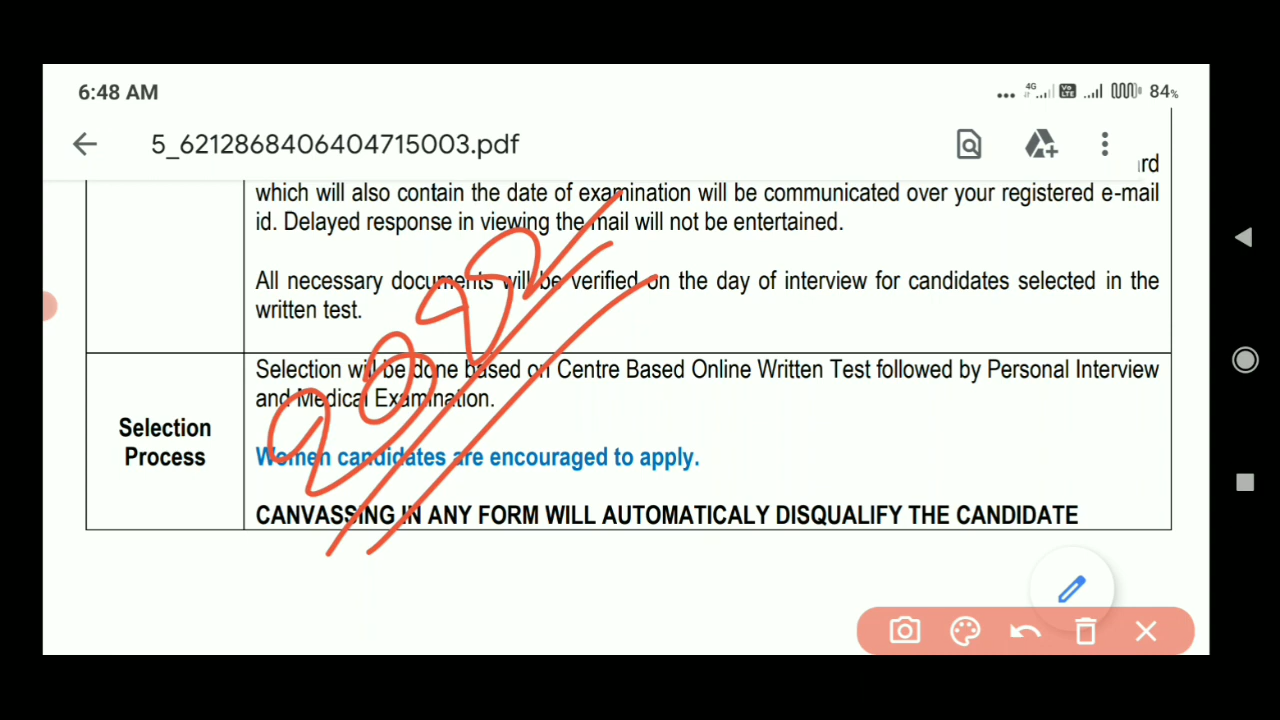 6:48 AM
4G
Vo
LTE
84%
5_6212868406404715003.pdf
rd
which will also contain the date of examination will be communicated over your registered e-mail
id. Delayed response in viewing the mail will not be entertained.
All necessary documents will be verified on the day of interview for candidates selected in the
written test.
Selection
Process
Selection will be done based on Centre Based Online Written Test followed by Personal Interview
and Medical Examination.
Women candidates are encouraged to apply.
CANVASSING IN ANY FORM WILL AUTOMATICALY DISQUALIFY THE CANDIDATE
2022